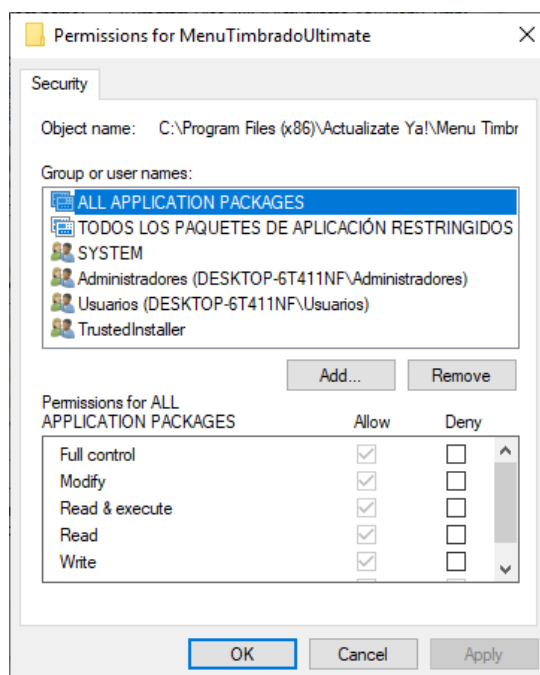 Permissions for MenuTimbradoUltimate
Security
Object name: C:\Program Files (x86)\Actualizate Ya!\Menu Timbr
Group or user names:
ALL APPLICATION PACKAGES
TODOS LOS PAQUETES DE APLICACIÓN RESTRINGIDOS
SYSTEM
Administradores (DESKTOP-6T411NF\Administradores)
Usuarios (DESKTOP-6T411NF\Usuarios)
TrustedInstaller
Add... Remove
Permissions for ALL
APPLICATION PACKAGES Allow Deny
Full control
Modify
Read & execute
Read
Write
OK Cancel Apply